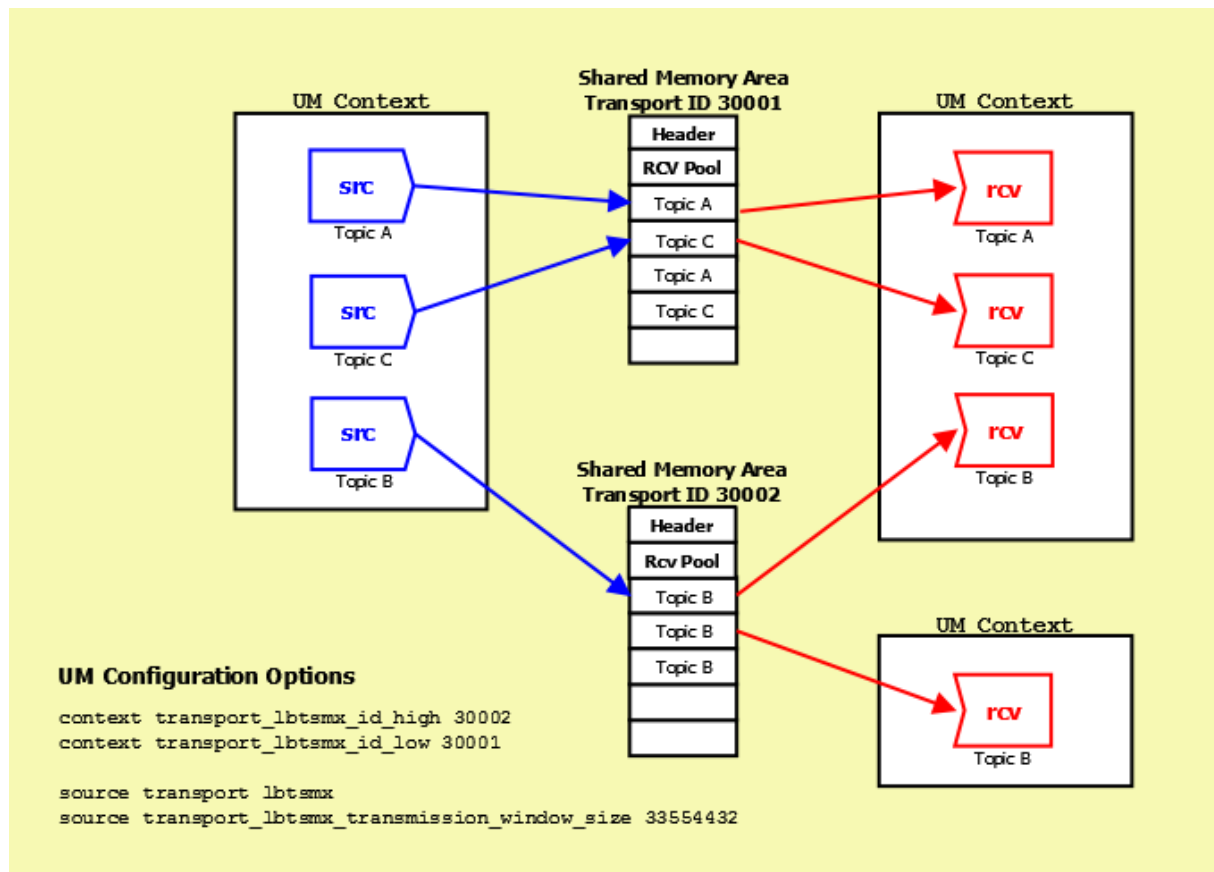 Shared Memory Area
Transport ID 30001
UM Context
UM Context
Header
RCV Pool
src
Topic A
Topic A
rcv
Topic A
Topic C
Topic A
Topic C
src
Topic C
rcv
Topic C
src
Topic B
rcv
Topic B
Shared Memory Area
Transport ID 30002
Header
Rcv Pool
Topic B
Topic B
Topic B
UM Context
rcv
Topic B
UM Configuration Options
context transport_lbtsmx_id_high 30002
context transport_lbtsmx_id_low 30001
source transport lbtsmx
source transport_lbtsmx_transmission_window_size 33554432